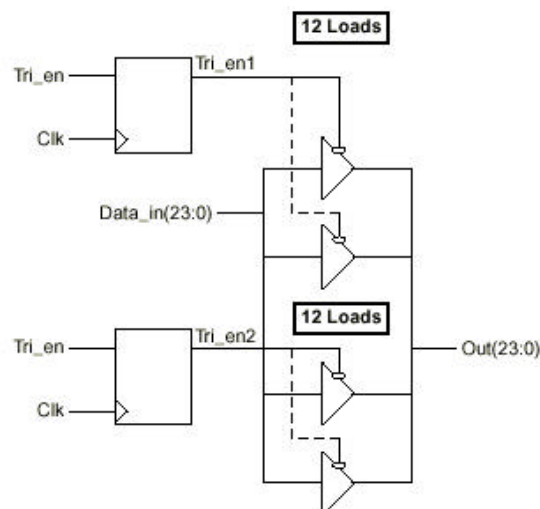 12 Loads
Tri_en
Tri_en1
Clk
Data_in(23:0)
12 Loads
Tri_en
Tri_en2
Out(23:0)
Clk